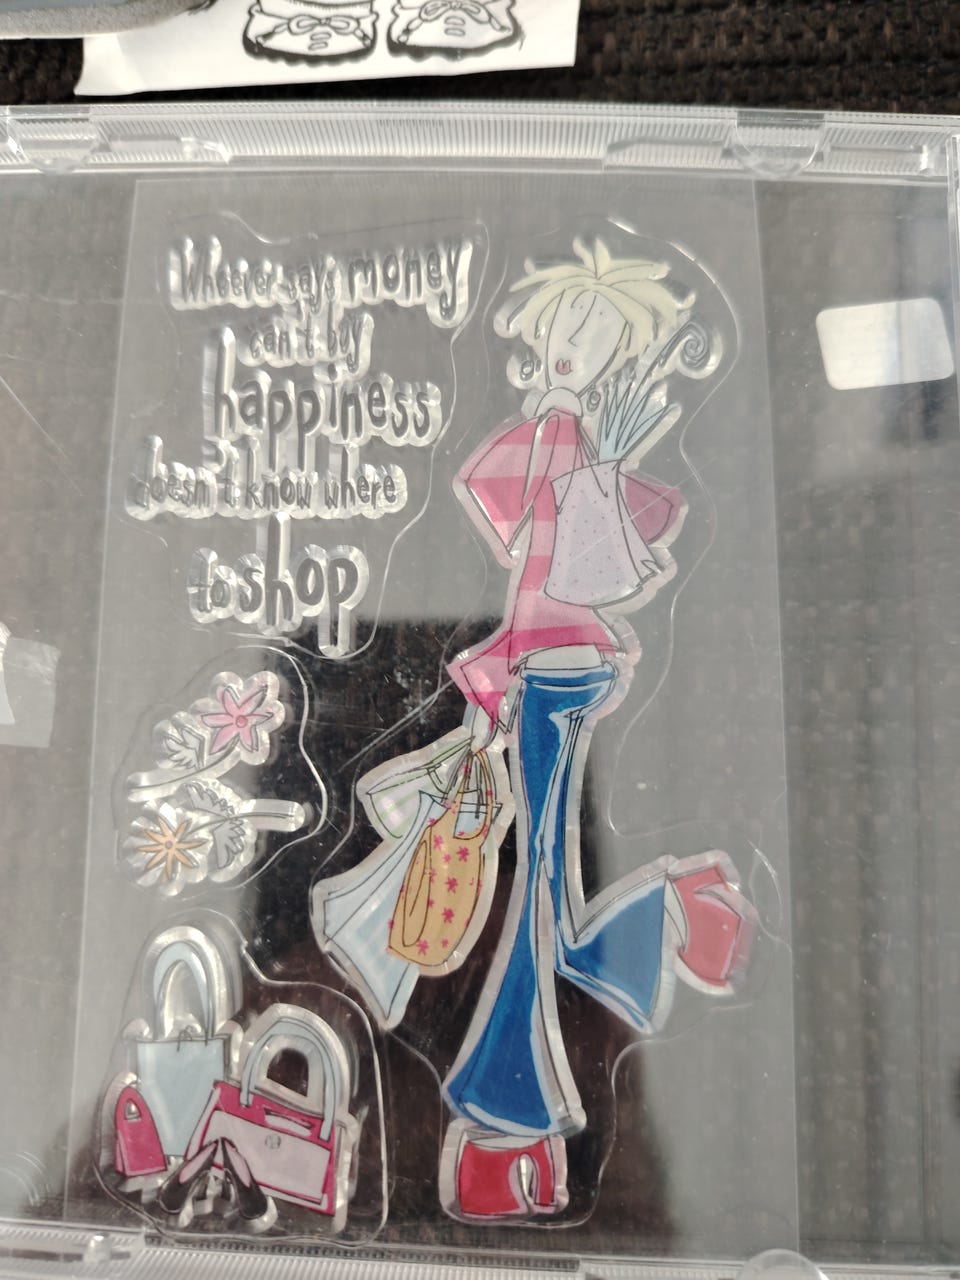 Whoever says money
can't buy
happiness
doesn't know where
to shop